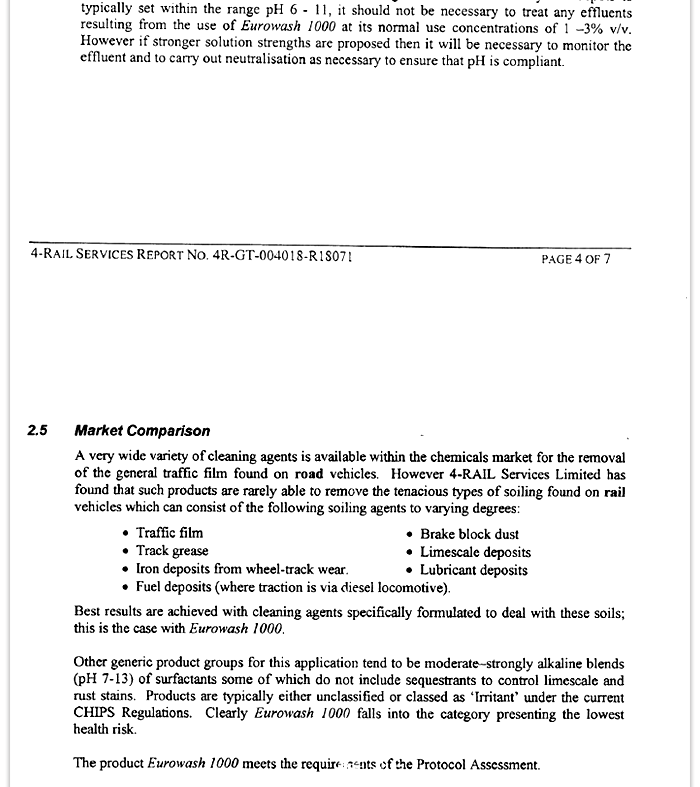 typically set within the range pH 6 - 11, it should not be necessary to treat any effluents
resulting from the use of Eurowash 1000 at its normal use concentrations of 1 –3% v/v.
However if stronger solution strengths are proposed then it will be necessary to monitor the
effluent and to carry out neutralisation as necessary to ensure that pH is compliant.
4-RAIL SERVICES REPORT NO. 4R-GT-004018-R18071
PAGE 4 OF 7
2.5 Market Comparison
A very wide variety of cleaning agents is available within the chemicals market for the removal
of the general traffic film found on road vehicles. However 4-RAIL Services Limited has
found that such products are rarely able to remove the tenacious types of soiling found on rail
vehicles which can consist of the following soiling agents to varying degrees:
• Traffic film
• Track grease
• Iron deposits from wheel-track wear.
• Fuel deposits (where traction is via diesel locomotive).
• Brake block dust
• Limescale deposits
• Lubricant deposits
Best results are achieved with cleaning agents specifically formulated to deal with these soils;
this is the case with Eurowash 1000.
Other generic product groups for this application tend to be moderate–strongly alkaline blends
(pH 7-13) of surfactants some of which do not include sequestrants to control limescale and
rust stains. Products are typically either unclassified or classed as 'Irritant' under the current
CHIPS Regulations. Clearly Eurowash 1000 falls into the category presenting the lowest
health risk.
The product Eurowash 1000 meets the requirements of the Protocol Assessment.